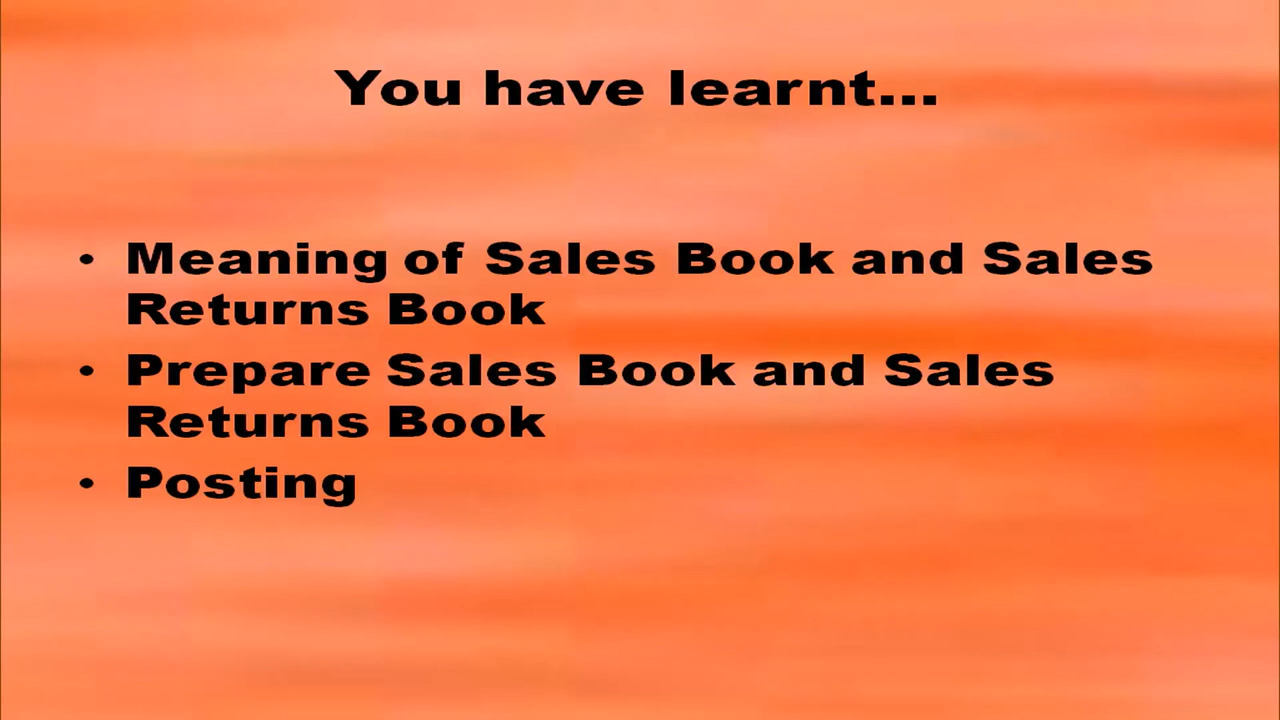 You have learnt...
• Meaning of Sales Book and Sales
Returns Book
• Prepare Sales Book and Sales
Returns Book
• Posting